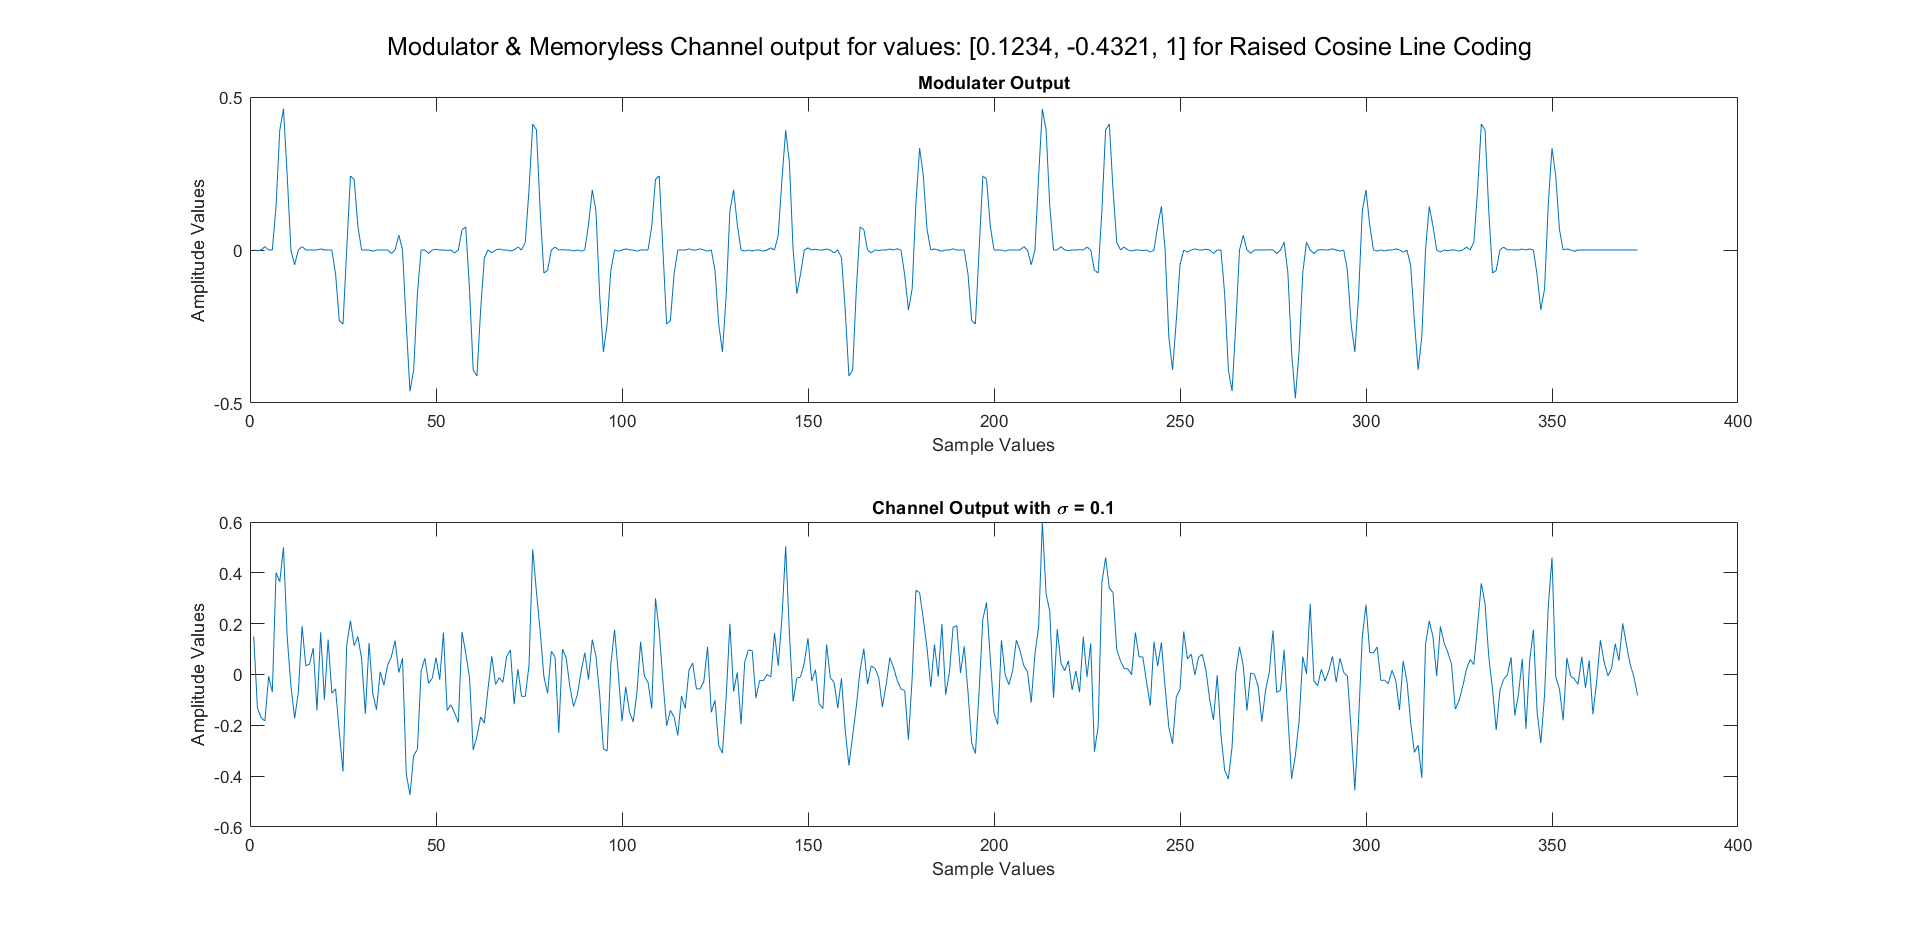 Modulator & Memoryless Channel output for values: [0.1234, -0.4321, 1] for Raised Cosine Line Coding
Modulater Output
0.5
0
-0.5
Amplitude Values
0 50 100 150 200 250 300 350 400
Sample Values
Channel Output with σ = 0.1
0.6
0.4
0.2
0
-0.2
-0.4
-0.6
Amplitude Values
0 50 100 150 200 250 300 350 400
Sample Values